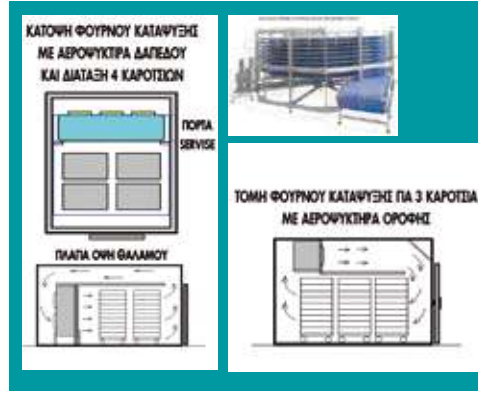 ΚΑΤΟΨΗ ΦΟΥΡΝΟΥ ΚΑΤΑΨΥΞΗΣ
ΜΕ ΑΕΡΟΨΥΚΤΙΡΑ ΔΑΠΕΔΟΥ
ΚΑΙ ΔΙΑΤΑΞΗ 4 ΚΑΡΟΤΣΙΩΝ
ΠΟΡΤΑ
SERVISE
ΠΛΑΓΙΑ ΟΨΗ ΘΑΛΑΜΟΥ
ΤΟΜΗ ΦΟΥΡΝΟΥ ΚΑΤΑΨΥΞΗΣ ΓΙΑ 3 ΚΑΡΟΤΣΙΑ
ΜΕ ΑΕΡΟΨΥΚΤΗΡΑ ΟΡΟΦΗΣ